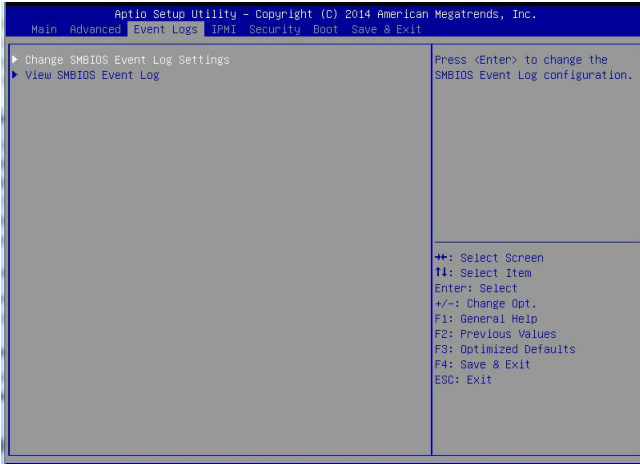 Aptio Setup Utility – Copyright (C) 2014 American Megatrends, Inc.
Main Advanced Event Logs IPMI Security Boot Save & Exit
▶ Change SMBIOS Event Log Settings
▶ View SMBIOS Event Log
Press <Enter> to change the
SMBIOS Event Log configuration.
→←: Select Screen
↑↓: Select Item
Enter: Select
+/-: Change Opt.
F1: General Help
F2: Previous Values
F3: Optimized Defaults
F4: Save & Exit
ESC: Exit